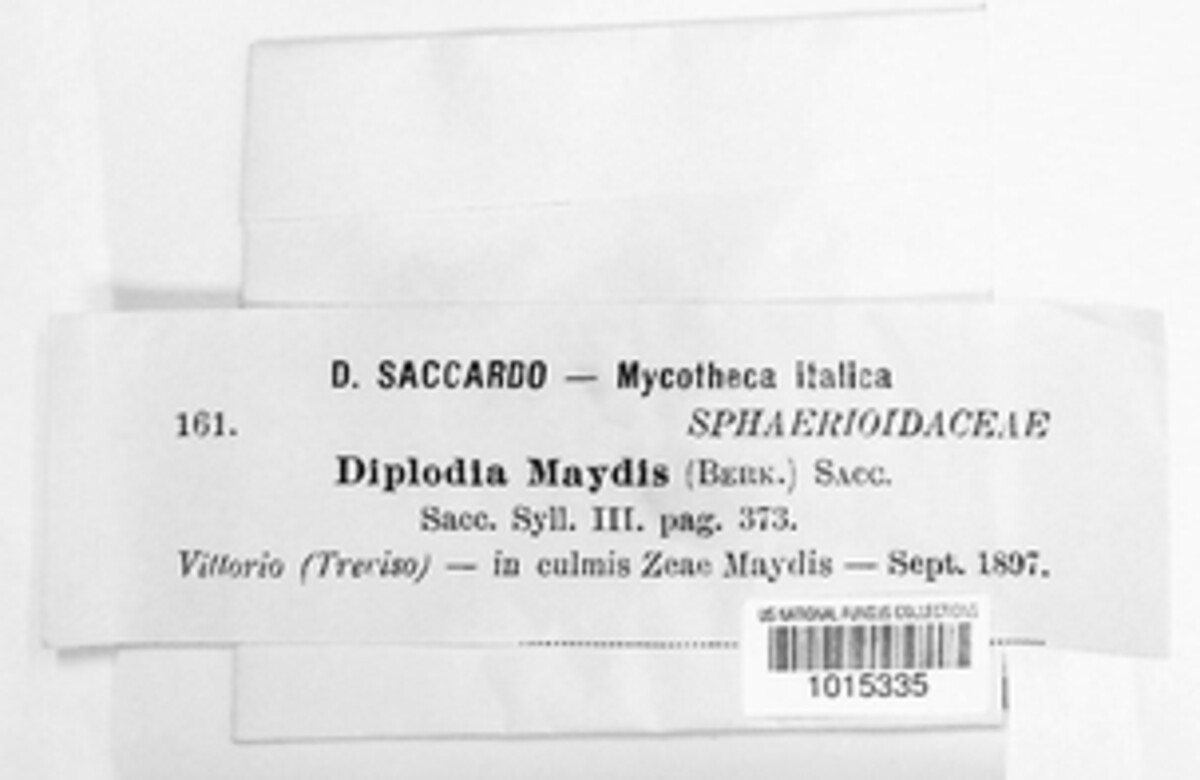 D. SACCARDO — Mycotheca italica
161. SPHAERIOIDACEAE
Diplodia Maydis (BERK.) SACC.
Sacc. Syll. III. pag. 373.
Vittorio (Treviso) — in culmis Zeae Maydis — Sept. 1897.
US NATIONAL FUNGUS COLLECTIONS
1015335